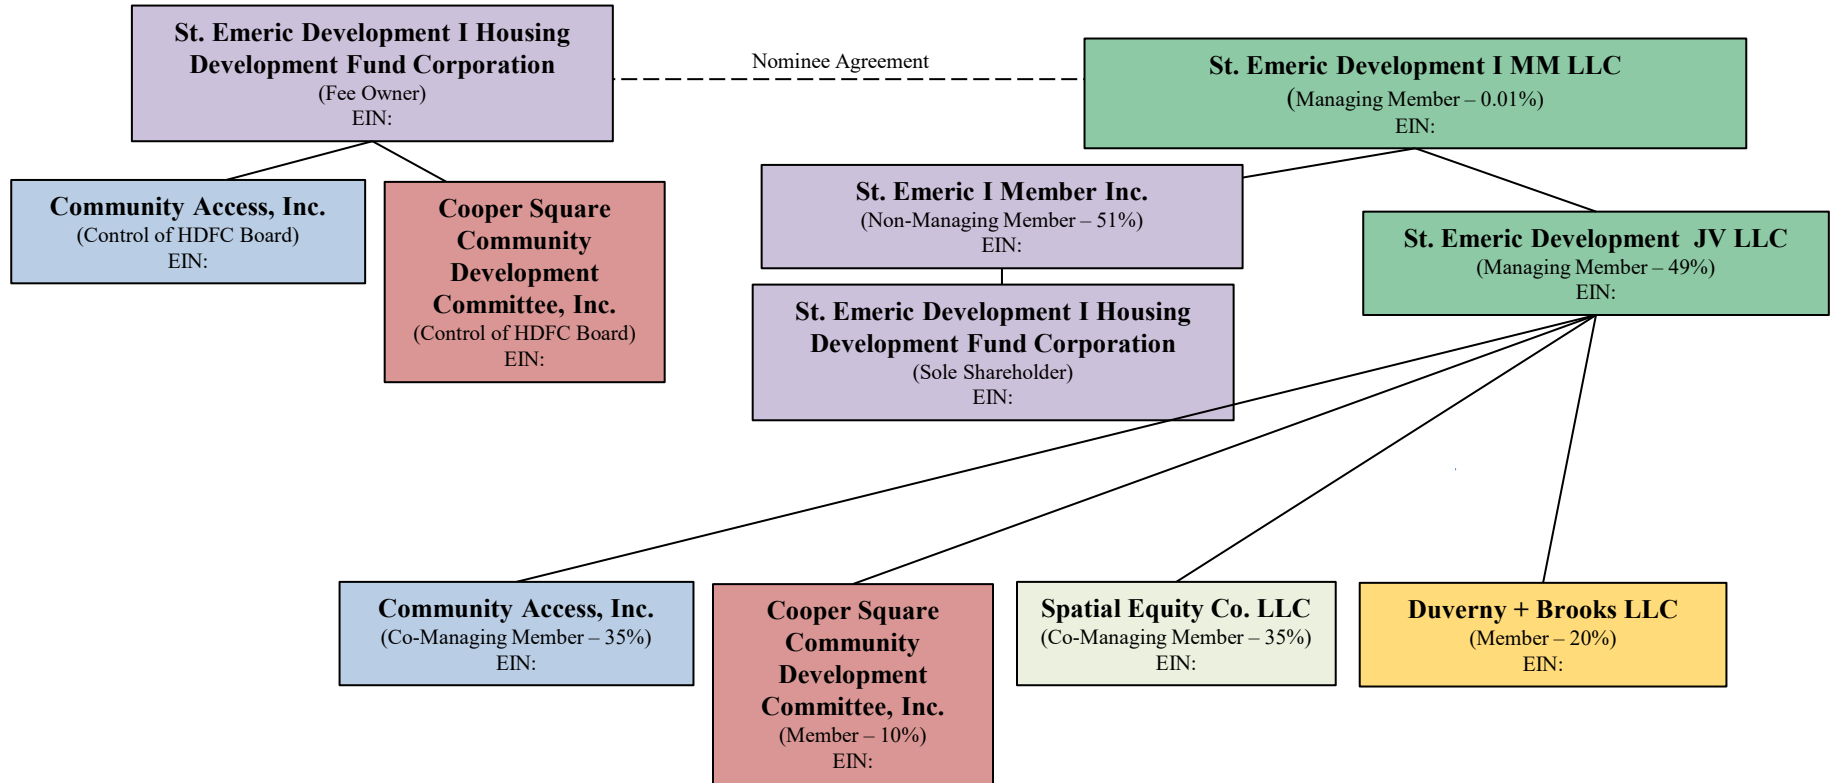 St. Emeric Development I Housing
Development Fund Corporation
(Fee Owner)
EIN:
Nominee Agreement
St. Emeric Development I MM LLC
(Managing Member – 0.01%)
EIN:
Community Access, Inc.
(Control of HDFC Board)
EIN:
Cooper Square
Community
Development
Committee, Inc.
(Control of HDFC Board)
EIN:
St. Emeric I Member Inc.
(Non-Managing Member – 51%)
EIN:
St. Emeric Development JV LLC
(Managing Member – 49%)
EIN:
St. Emeric Development I Housing
Development Fund Corporation
(Sole Shareholder)
EIN:
Community Access, Inc.
(Co-Managing Member – 35%)
EIN:
Cooper Square
Community
Development
Committee, Inc.
(Member – 10%)
EIN:
Spatial Equity Co. LLC
(Co-Managing Member – 35%)
EIN:
Duverny + Brooks LLC
(Member – 20%)
EIN: